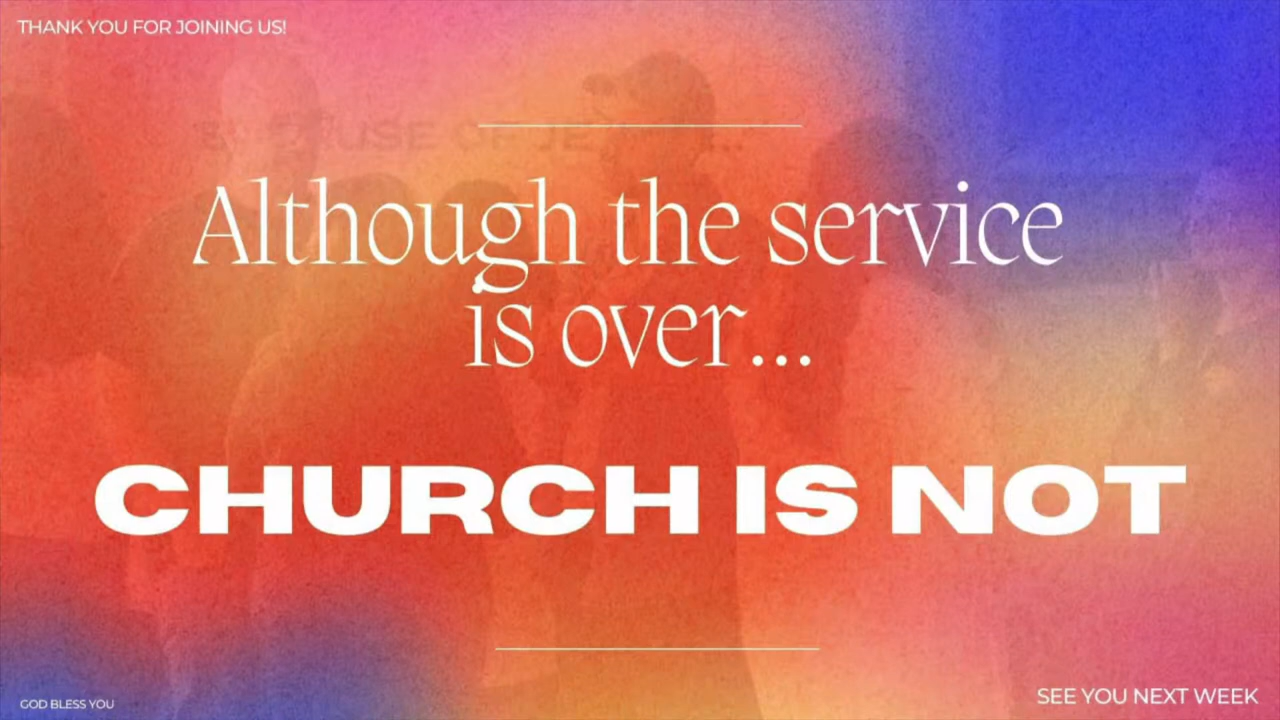 THANK YOU FOR JOINING US!
Although the service
is over...
CHURCH IS NOT
GOD BLESS YOU
SEE YOU NEXT WEEK